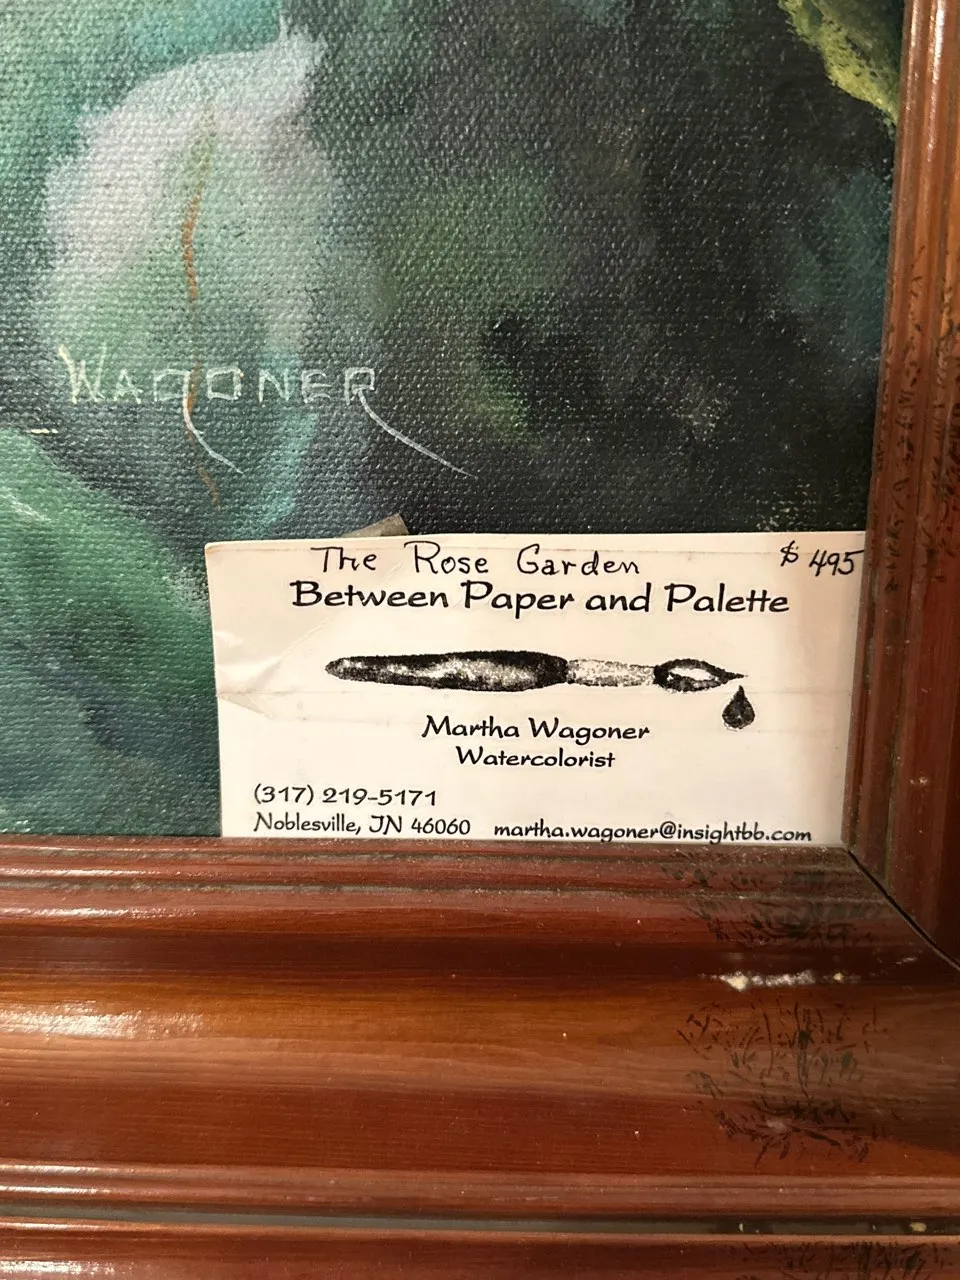 WAGONER
The Rose Garden $ 495
Between Paper and Palette
Martha Wagoner
Watercolorist
(317) 219-5171
Noblesville, IN 46060 martha.wagoner@insightbb.com